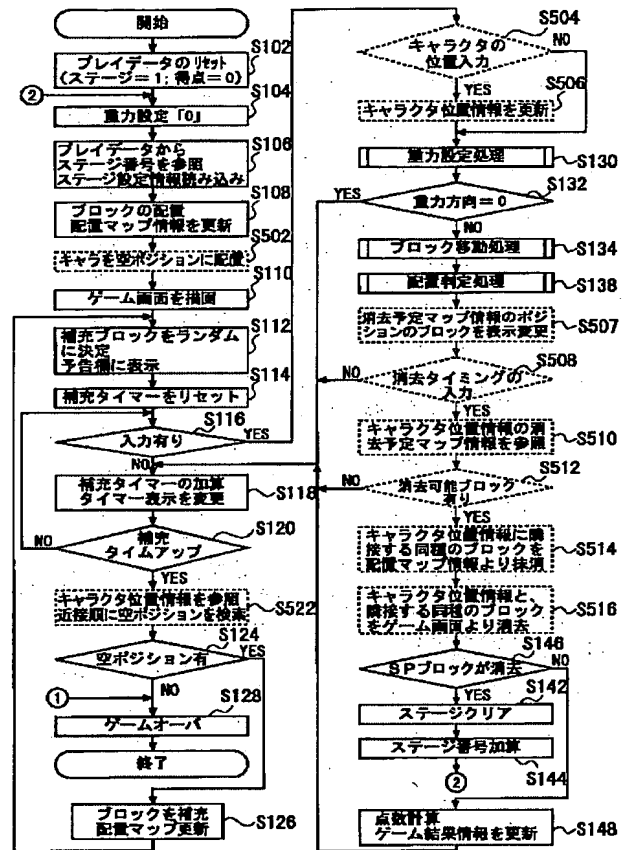 開始
プレイデータのリセット
(ステージ=1;得点=0)
S102
②
S104
重力設定「0」
プレイデータから
ステージ番号を参照
ステージ設定情報読み込み
S106
S108
ブロックの配置
配置マップ情報を更新
S502
キャラを空ポジションに配置
S110
ゲーム画面を描画
S112
補充ブロックをランダム
に決定
予告欄に表示
S114
補充タイマーをリセット
S116
入力有り
YES
NO
補充タイマーの加算
タイマー表示を変更
S118
S120
補充
タイムアップ
NO
YES
キャラクタ位置情報を参照
近接順に空ポジションを検索
S522
S124
空ポジション有
YES
①
NO
S128
ゲームオーバ
終了
ブロックを補充
配置マップ更新
S126
S504
キャラクタの
位置入力
NO
YES
S506
キャラクタ位置情報を更新
重力設定処理
S130
S132
YES
重力方向=0
NO
ブロック移動処理
S134
配置判定処理
S138
消去予定マップ情報のポジ
ションのブロックを表示変更
S507
S508
NO
消去タイミングの
入力
YES
キャラクタ位置情報の消
去予定マップ情報を参照
S510
S512
NO
消去可能ブロック
有り
YES
キャラクタ位置情報に隣
接する同種のブロックを
配置マップ情報より抹消
S514
キャラクタ位置情報と、
隣接する同種のブロック
をゲーム画面より消去
S516
S146
SPブロックが消去
NO
YES
S142
ステージクリア
ステージ番号加算
S144
②
点数計算
ゲーム結果情報を更新
S148